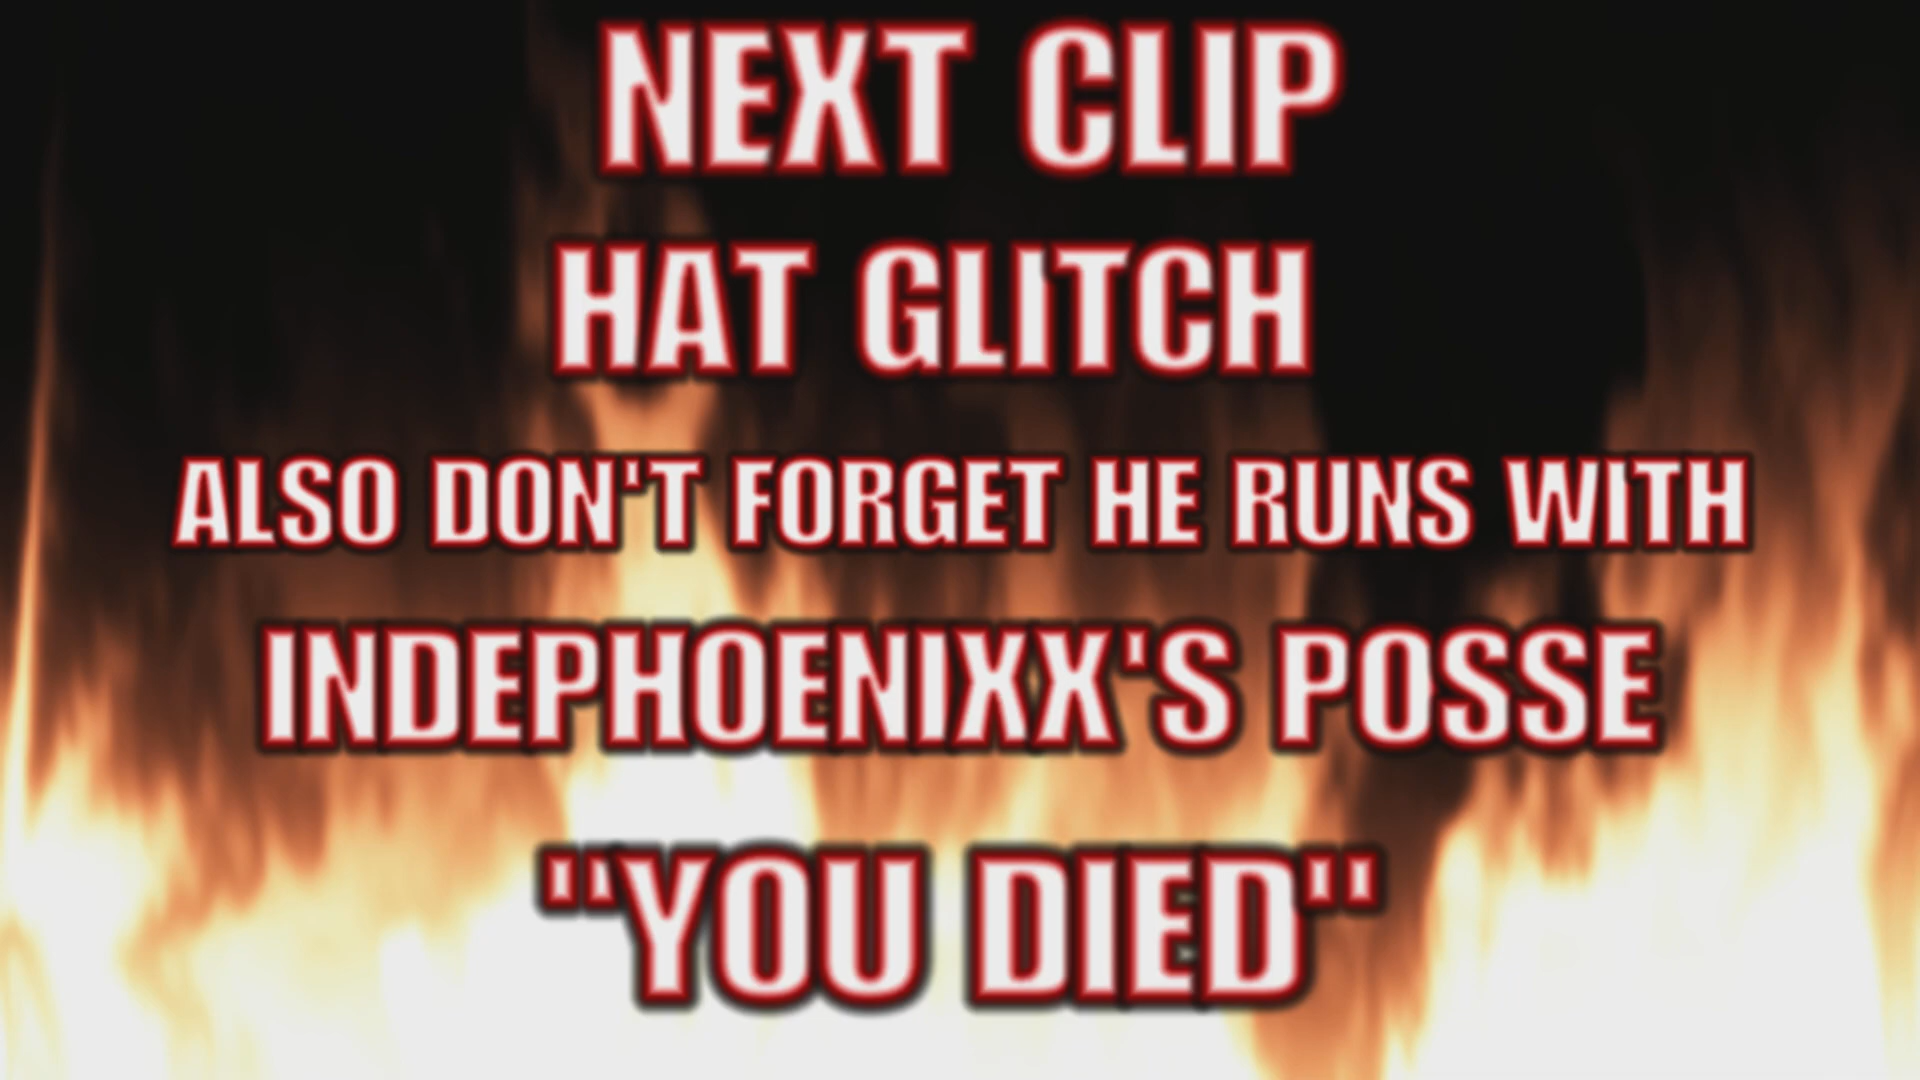 NEXT CLIP
HAT GLITCH
ALSO DON'T FORGET HE RUNS WITH
INDEPHOENIXX'S POSSE
"YOU DIED"